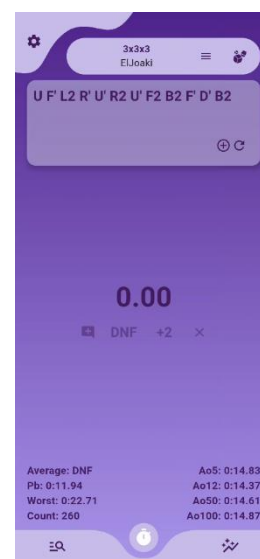 3x3x3
ElJoaki
U F' L2 R' U' R2 U' F2 B2 F' D' B2
0.00
DNF +2
Average: DNF Ao5: 0:14.83
Pb: 0:11.94 Ao12: 0:14.37
Worst: 0:22.71 Ao50: 0:14.61
Count: 260 Ao100: 0:14.87